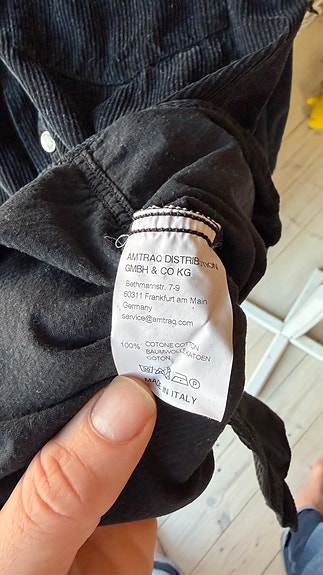 AMTRAQ DISTRIBUTION
GMBH & CO KG
Bethmannstr. 7-9
60311 Frankfurt am Main
Germany
service@amtraq.com
100% COTONE COTTON
BAUMWOLLE KATOEN
COTON
MADE IN ITALY